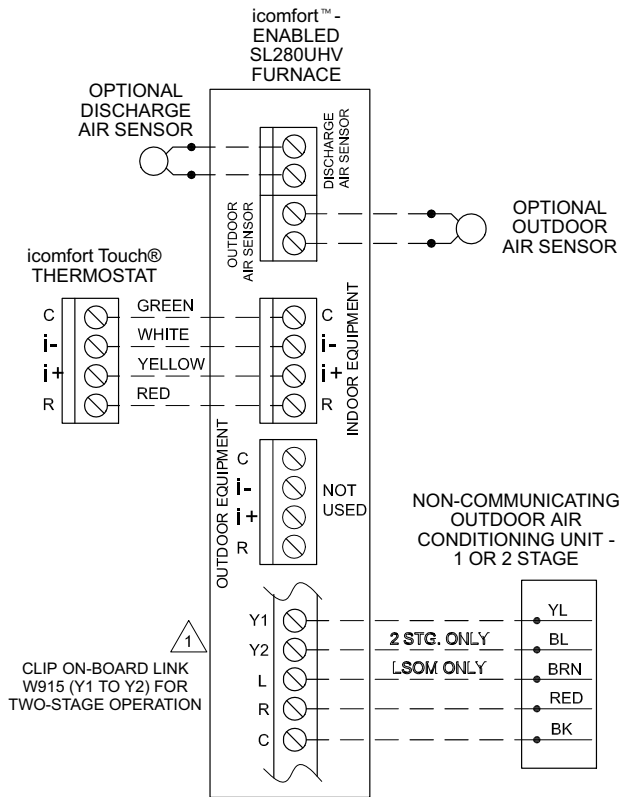 icomfort™-
ENABLED
SL280UHV
FURNACE
OPTIONAL
DISCHARGE
AIR SENSOR
DISCHARGE
AIR SENSOR
OUTDOOR
AIR SENSOR
OPTIONAL
OUTDOOR
AIR SENSOR
icomfort Touch®
THERMOSTAT
C
i-
i+
R
GREEN
WHITE
YELLOW
RED
C
i-
i+
R
INDOOR EQUIPMENT
OUTDOOR EQUIPMENT
C
i-
i+
R
NOT
USED
NON-COMMUNICATING
OUTDOOR AIR
CONDITIONING UNIT -
1 OR 2 STAGE
1
CLIP ON-BOARD LINK
W915 (Y1 TO Y2) FOR
TWO-STAGE OPERATION
Y1
Y2
L
R
C
2 STG. ONLY
LSOM ONLY
YL
BL
BRN
RED
BK